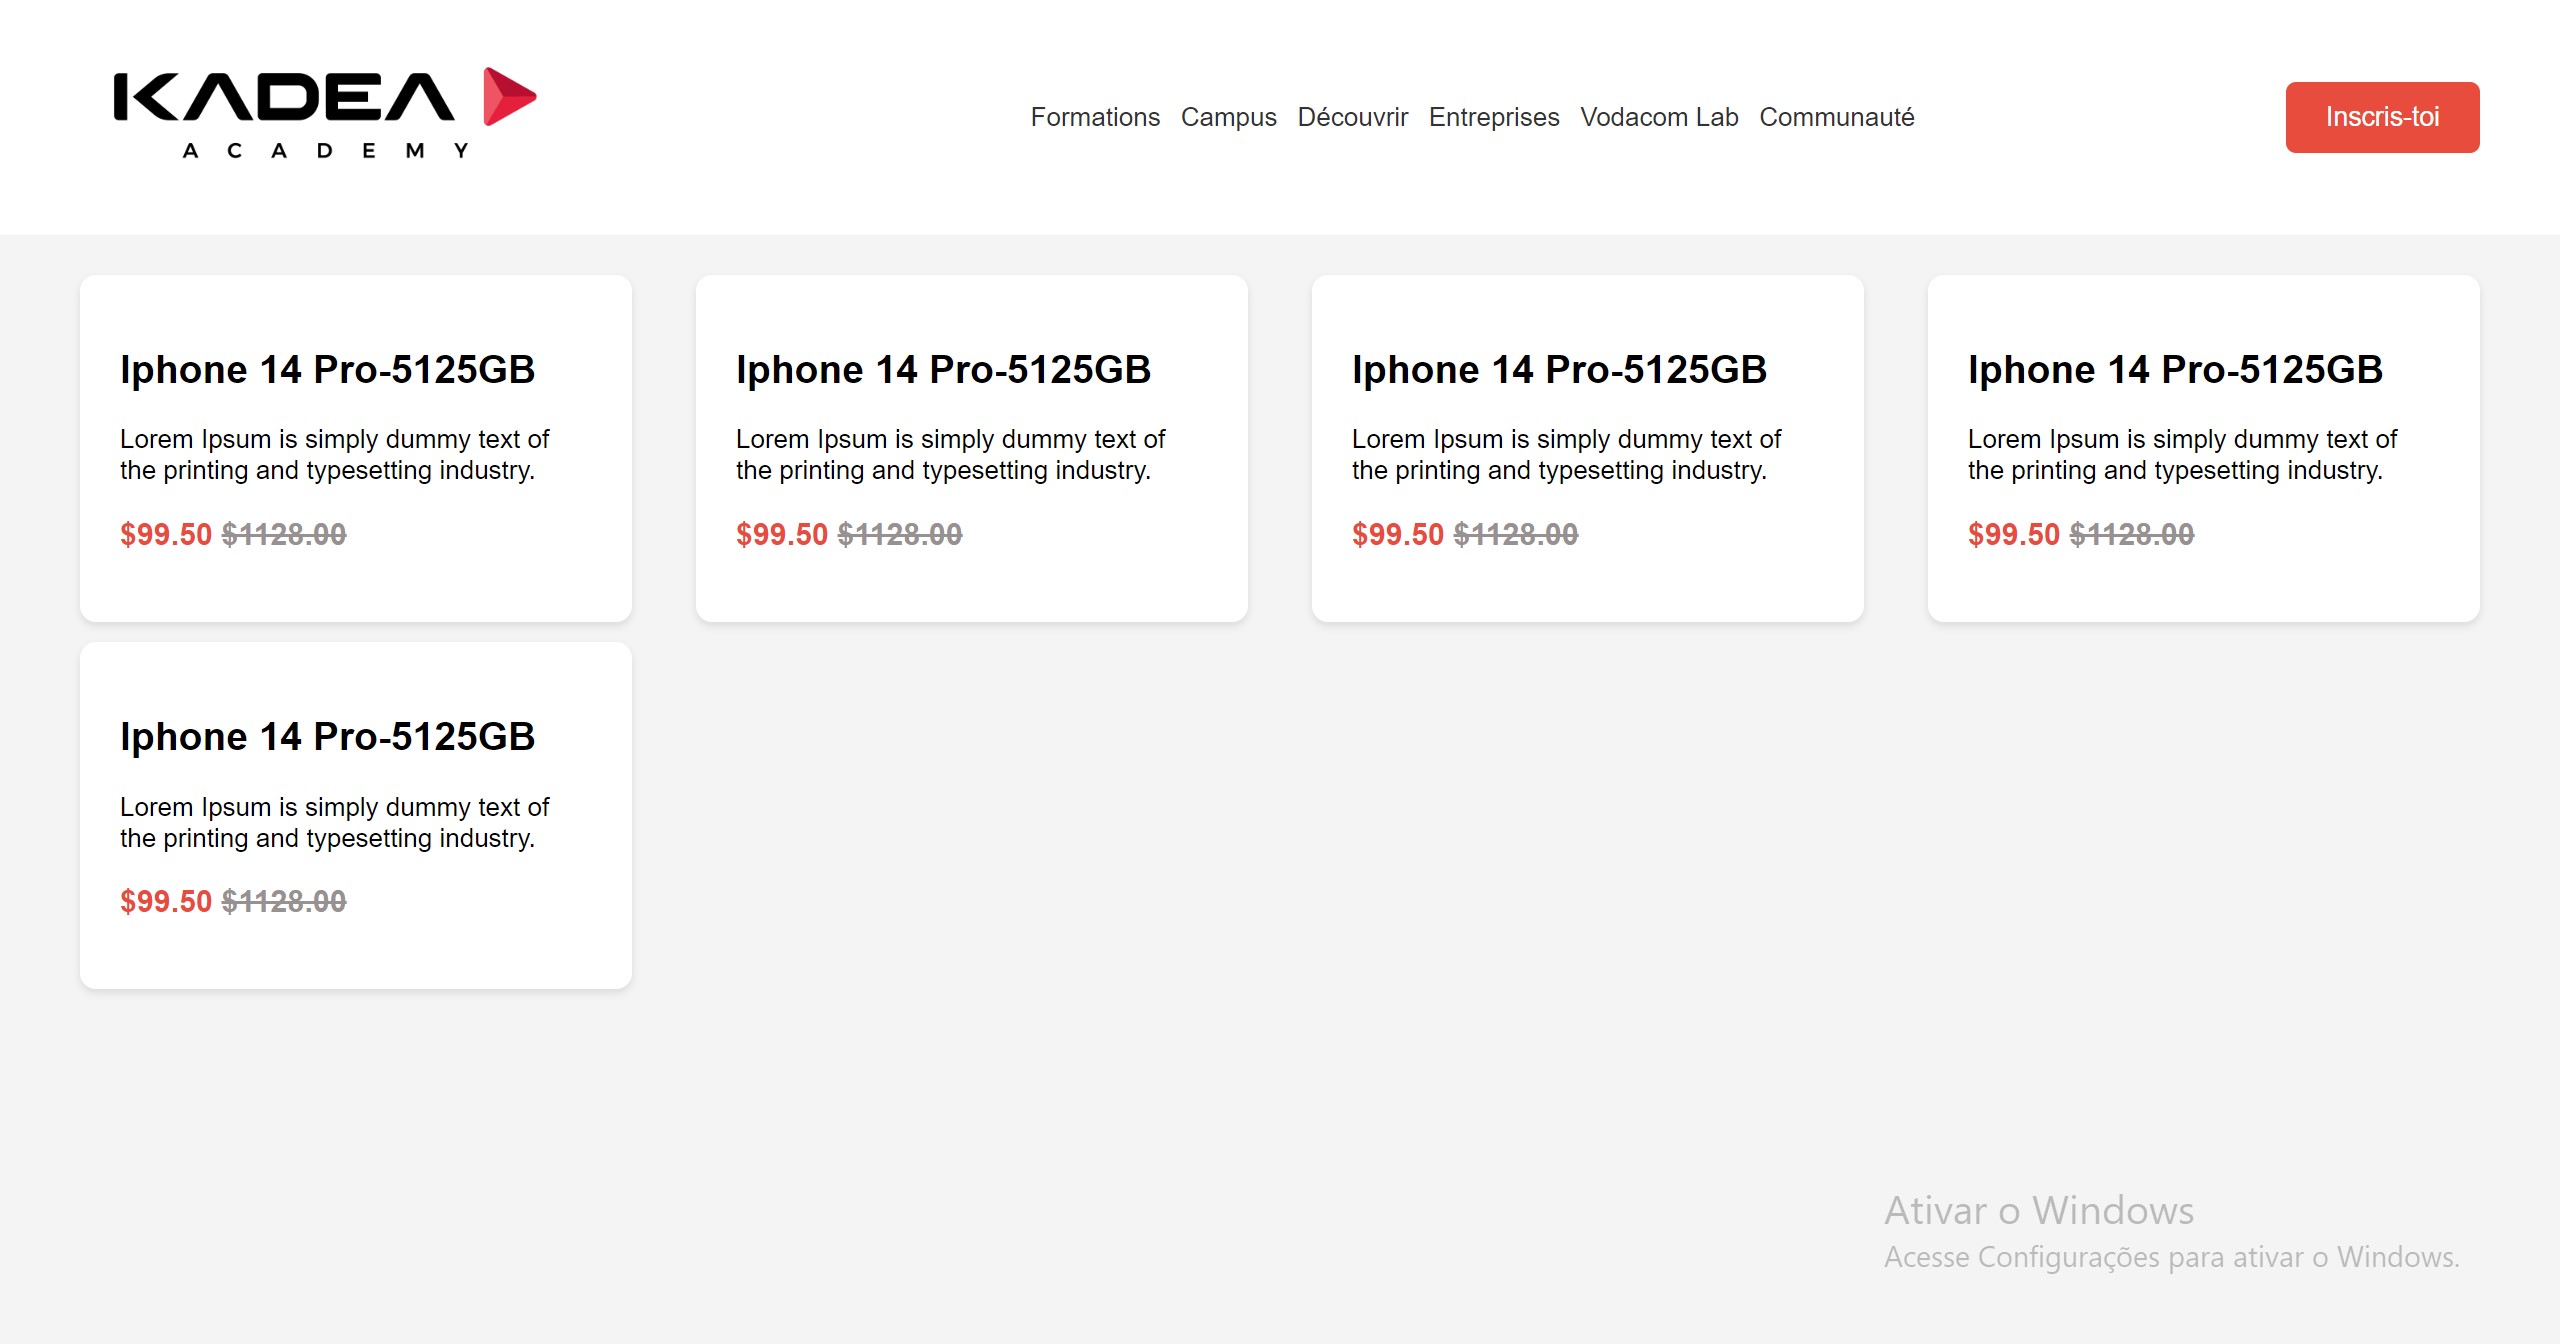 KADEA
ACADEMY
Formations Campus Découvrir Entreprises Vodacom Lab Communauté
Inscris-toi
Iphone 14 Pro-5125GB
Lorem Ipsum is simply dummy text of
the printing and typesetting industry.
$99.50 $1128.00
Iphone 14 Pro-5125GB
Lorem Ipsum is simply dummy text of
the printing and typesetting industry.
$99.50 $1128.00
Iphone 14 Pro-5125GB
Lorem Ipsum is simply dummy text of
the printing and typesetting industry.
$99.50 $1128.00
Iphone 14 Pro-5125GB
Lorem Ipsum is simply dummy text of
the printing and typesetting industry.
$99.50 $1128.00
Iphone 14 Pro-5125GB
Lorem Ipsum is simply dummy text of
the printing and typesetting industry.
$99.50 $1128.00
Ativar o Windows
Acesse Configurações para ativar o Windows.